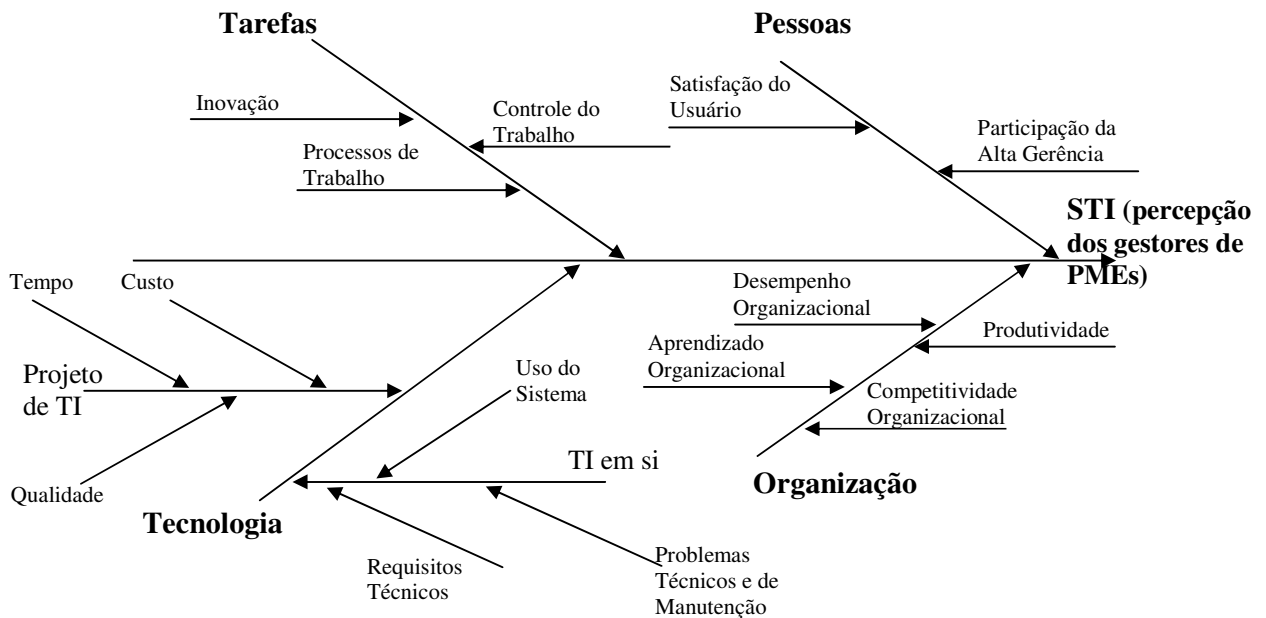 Tarefas
Pessoas
Inovação
Controle do
Trabalho
Processos de
Trabalho
Satisfação do
Usuário
Participação da
Alta Gerência
STI (percepção
dos gestores de
PMEs)
Tempo
Custo
Projeto
de TI
Qualidade
Tecnologia
Uso do
Sistema
TI em si
Requisitos
Técnicos
Problemas
Técnicos e de
Manutenção
Desempenho
Organizacional
Produtividade
Aprendizado
Organizacional
Competitividade
Organizacional
Organização